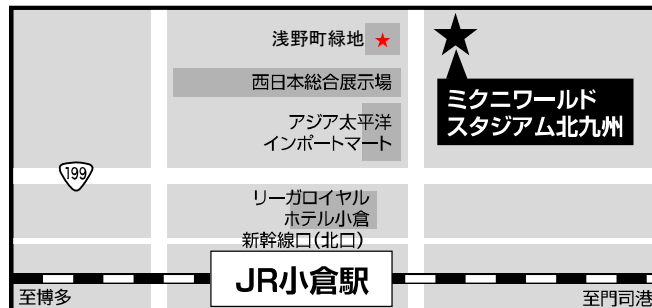 浅野町緑地
西日本総合展示場
ミクニワールド
スタジアム北九州
アジア太平洋
インポートマート
199
リーガロイヤル
ホテル小倉
新幹線口(北口)
JR小倉駅
至博多
至門司港